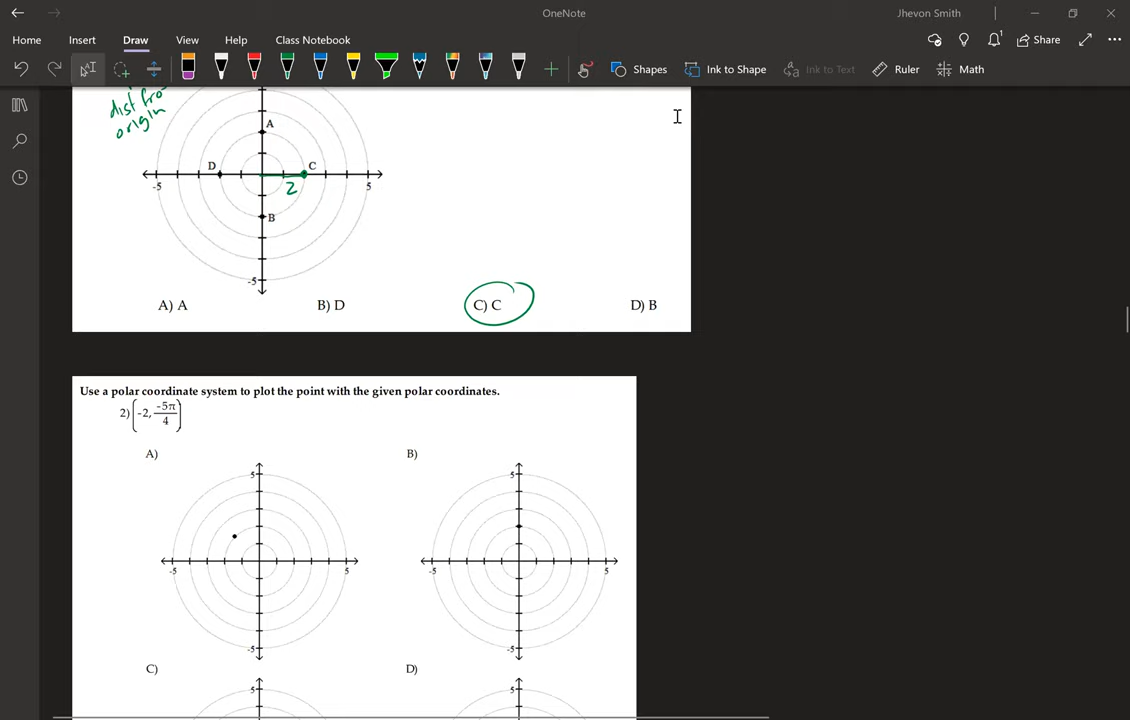 OneNote
Jhevon Smith
Home Insert Draw View Help Class Notebook
Share
Shapes
Ink to Shape
Ink to Text
Ruler
Math
dist fro
origin
A
D
C
-5
5
2
B
-5
A) A
B) D
C) C
D) B
Use a polar coordinate system to plot the point with the given polar coordinates.
2) (-2, -5π/4)
A)
B)
5
5
-5
5
-5
5
-5
-5
C)
D)
5
5